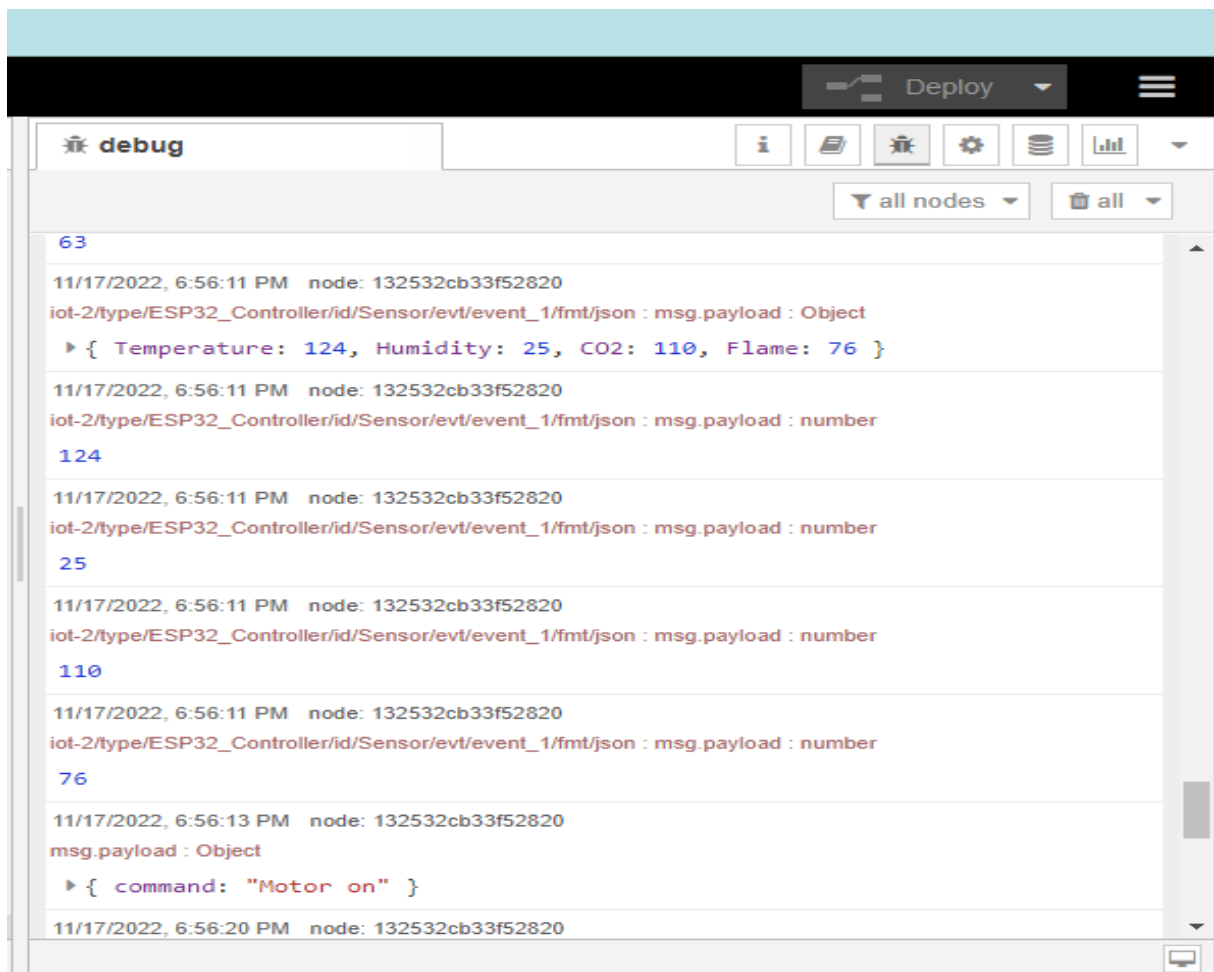 Deploy
debug
i
all nodes
all
63
11/17/2022, 6:56:11 PM node: 132532cb33f52820
iot-2/type/ESP32_Controller/id/Sensor/evt/event_1/fmt/json : msg.payload : Object
{ Temperature: 124, Humidity: 25, CO2: 110, Flame: 76 }
11/17/2022, 6:56:11 PM node: 132532cb33f52820
iot-2/type/ESP32_Controller/id/Sensor/evt/event_1/fmt/json : msg.payload : number
124
11/17/2022, 6:56:11 PM node: 132532cb33f52820
iot-2/type/ESP32_Controller/id/Sensor/evt/event_1/fmt/json : msg.payload : number
25
11/17/2022, 6:56:11 PM node: 132532cb33f52820
iot-2/type/ESP32_Controller/id/Sensor/evt/event_1/fmt/json : msg.payload : number
110
11/17/2022, 6:56:11 PM node: 132532cb33f52820
iot-2/type/ESP32_Controller/id/Sensor/evt/event_1/fmt/json : msg.payload : number
76
11/17/2022, 6:56:13 PM node: 132532cb33f52820
msg.payload : Object
{ command: "Motor on" }
11/17/2022, 6:56:20 PM node: 132532cb33f52820